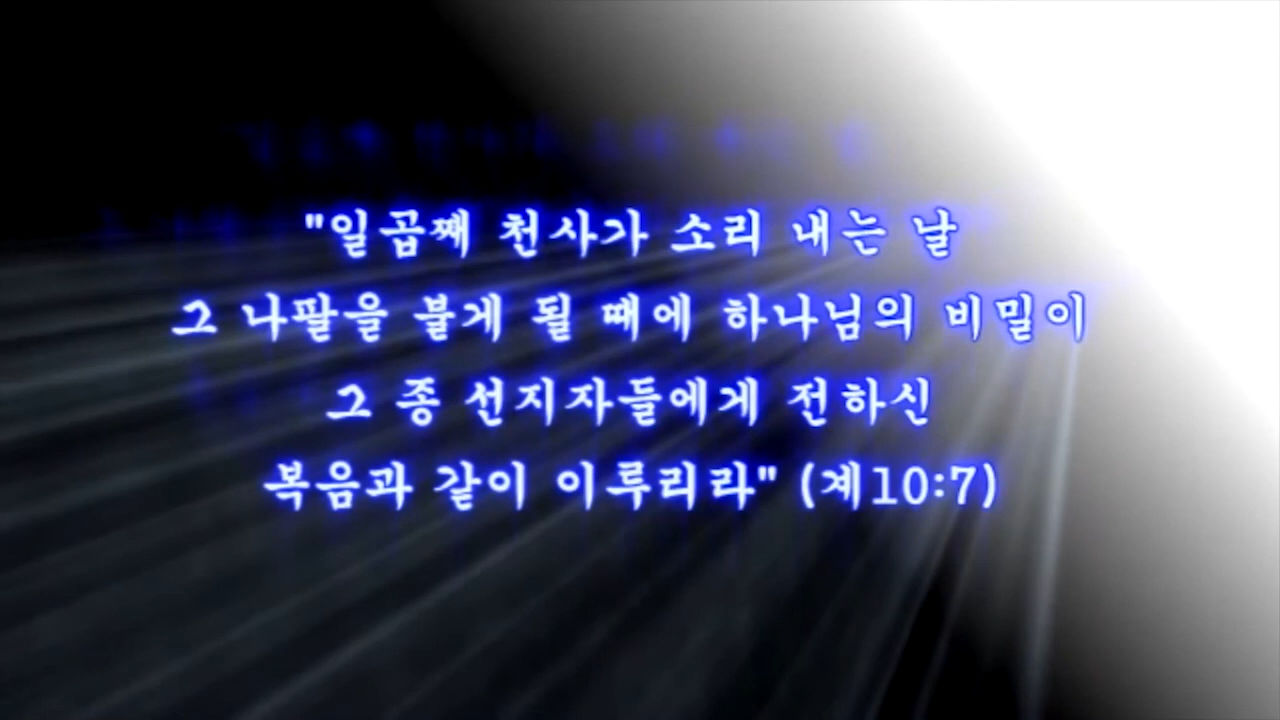 "일곱째 천사가 소리 내는 날
그 나팔을 불게 될 때에 하나님의 비밀이
그 종 선지자들에게 전하신
복음과 같이 이루리라" (계10:7)